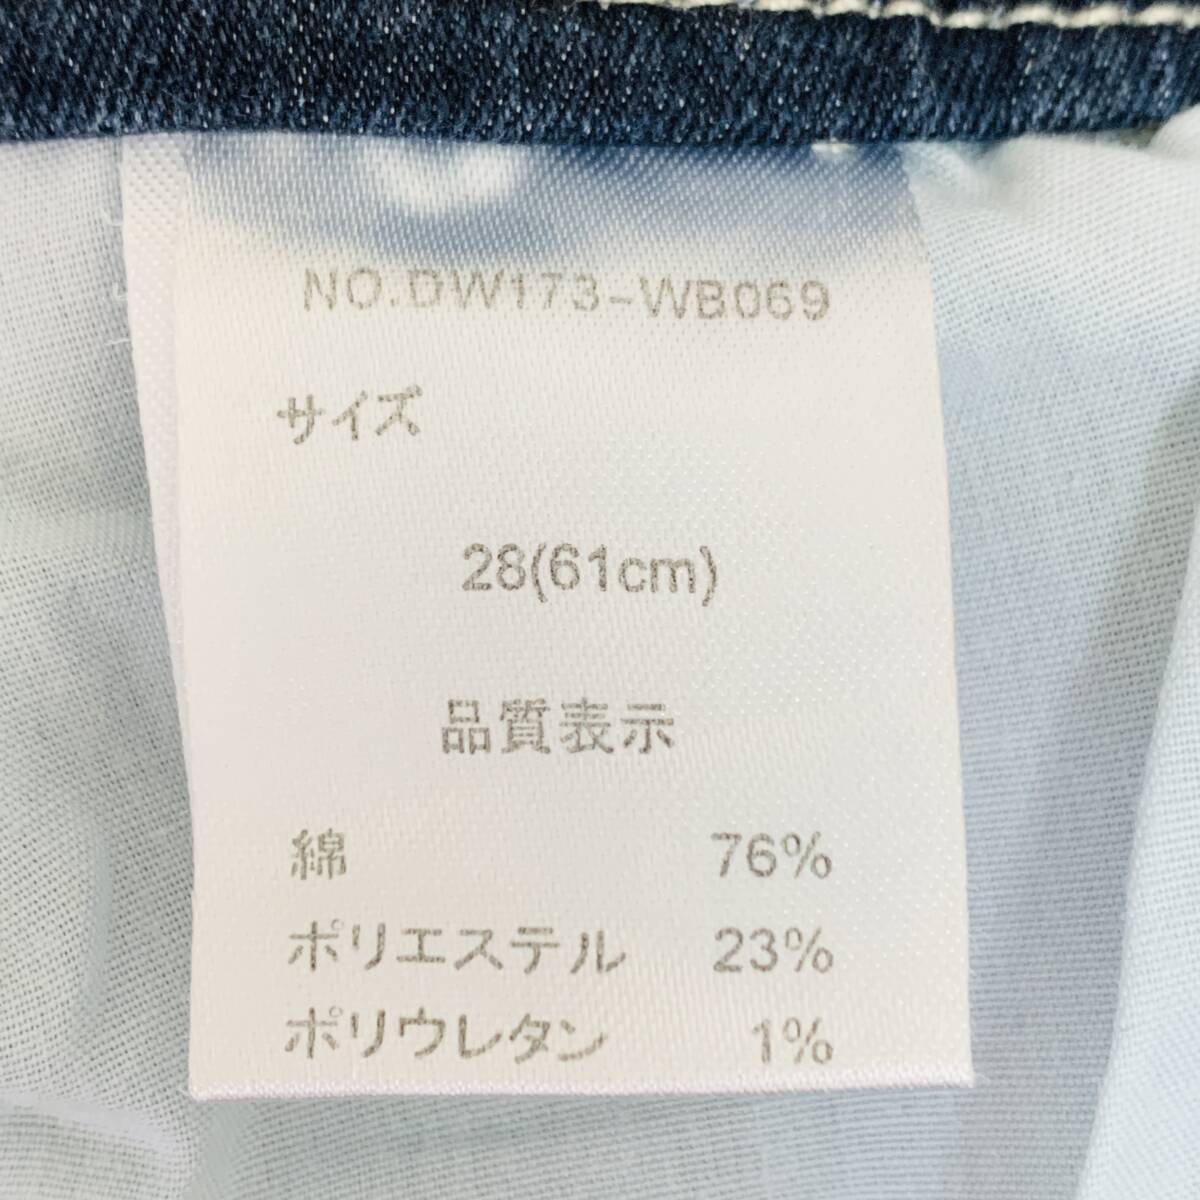 NO.DW173-WB069
サイズ
28(61cm)
品質表示
綿 76%
ポリエステル 23%
ポリウレタン 1%